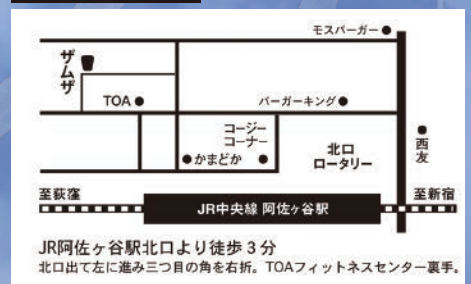 モスバーガー●
ザムザ
TOA●
バーガーキング●
コージー
コーナー
●かまどか ●
北口
ロータリー
●西友
至荻窪
JR中央線 阿佐ヶ谷駅
至新宿
JR阿佐ヶ谷駅北口より徒歩3分
北口出て左に進み三つ目の角を右折。TOAフィットネスセンター裏手。